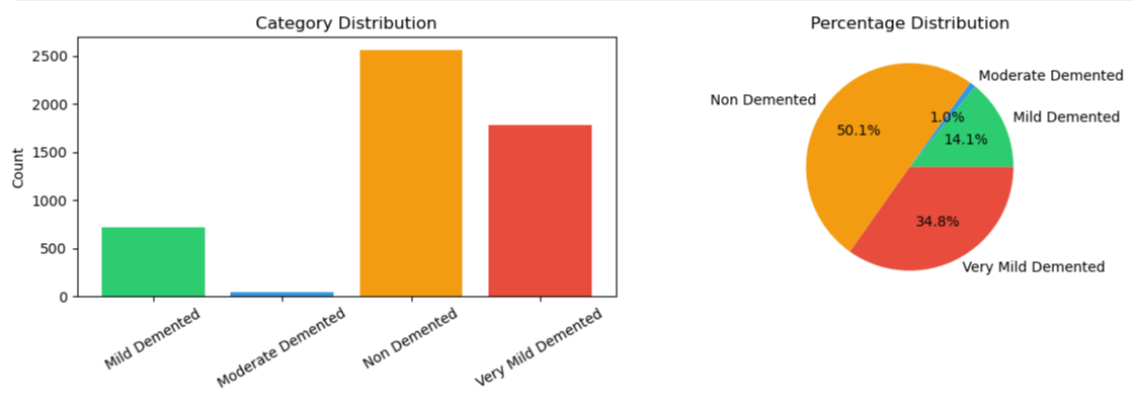 Category Distribution
2500
2000
1500
1000
500
0
Count
Mild Demented
Moderate Demented
Non Demented
Very Mild Demented
Percentage Distribution
Moderate Demented
Non Demented
1.0%
Mild Demented
50.1%
14.1%
34.8%
Very Mild Demented